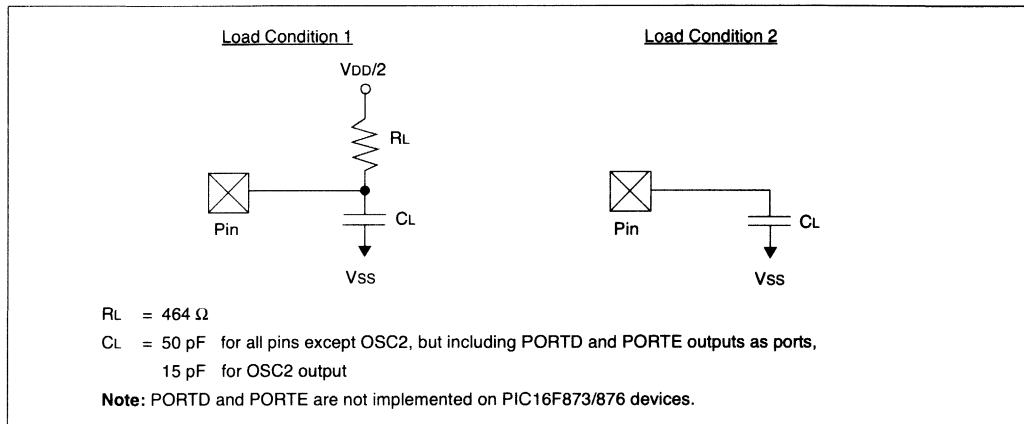 Load Condition 1
Load Condition 2
VDD/2
RL
Pin
CL
VSS
Pin
CL
VSS
RL = 464 Ω
CL = 50 pF for all pins except OSC2, but including PORTD and PORTE outputs as ports,
15 pF for OSC2 output
Note: PORTD and PORTE are not implemented on PIC16F873/876 devices.